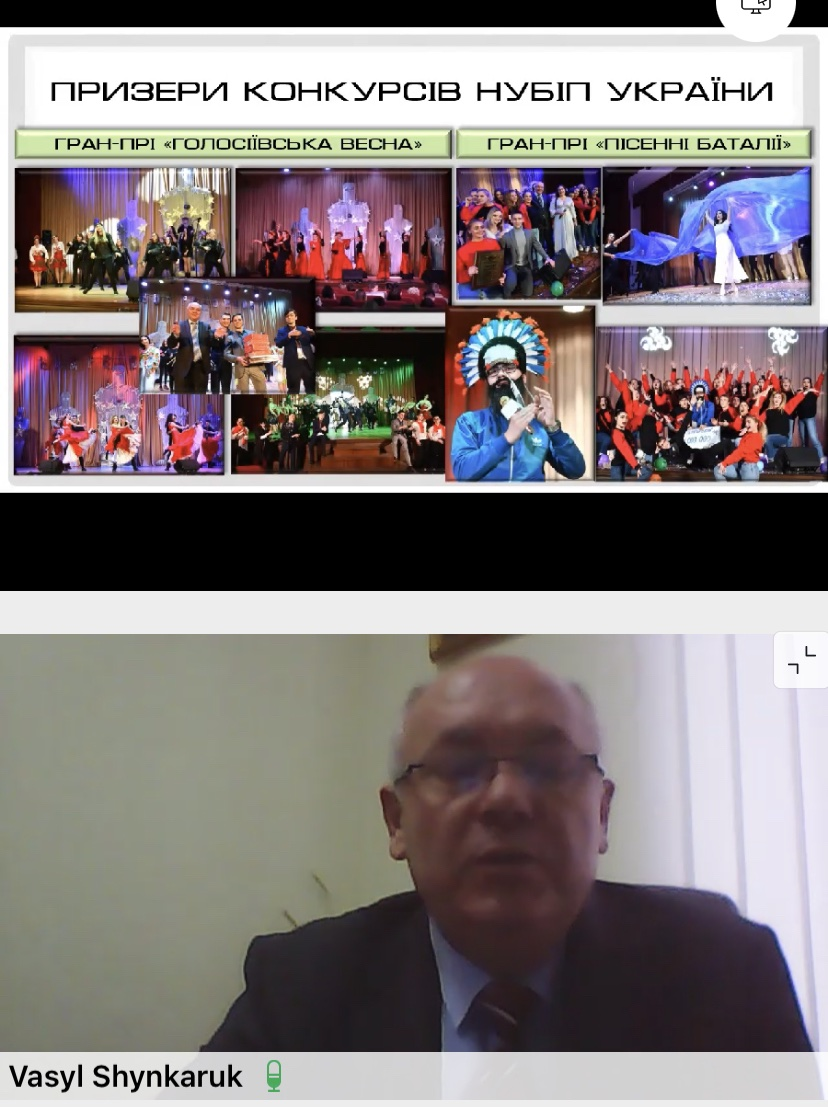 ПРИЗЕРИ КОНКУРСІВ НУБІП УКРАЇНИ
ГРАН-ПРІ «ГОЛОСІЇВСЬКА ВЕСНА»
ГРАН-ПРІ «ПІСЕННІ БАТАЛІЇ»
Vasyl Shynkaruk